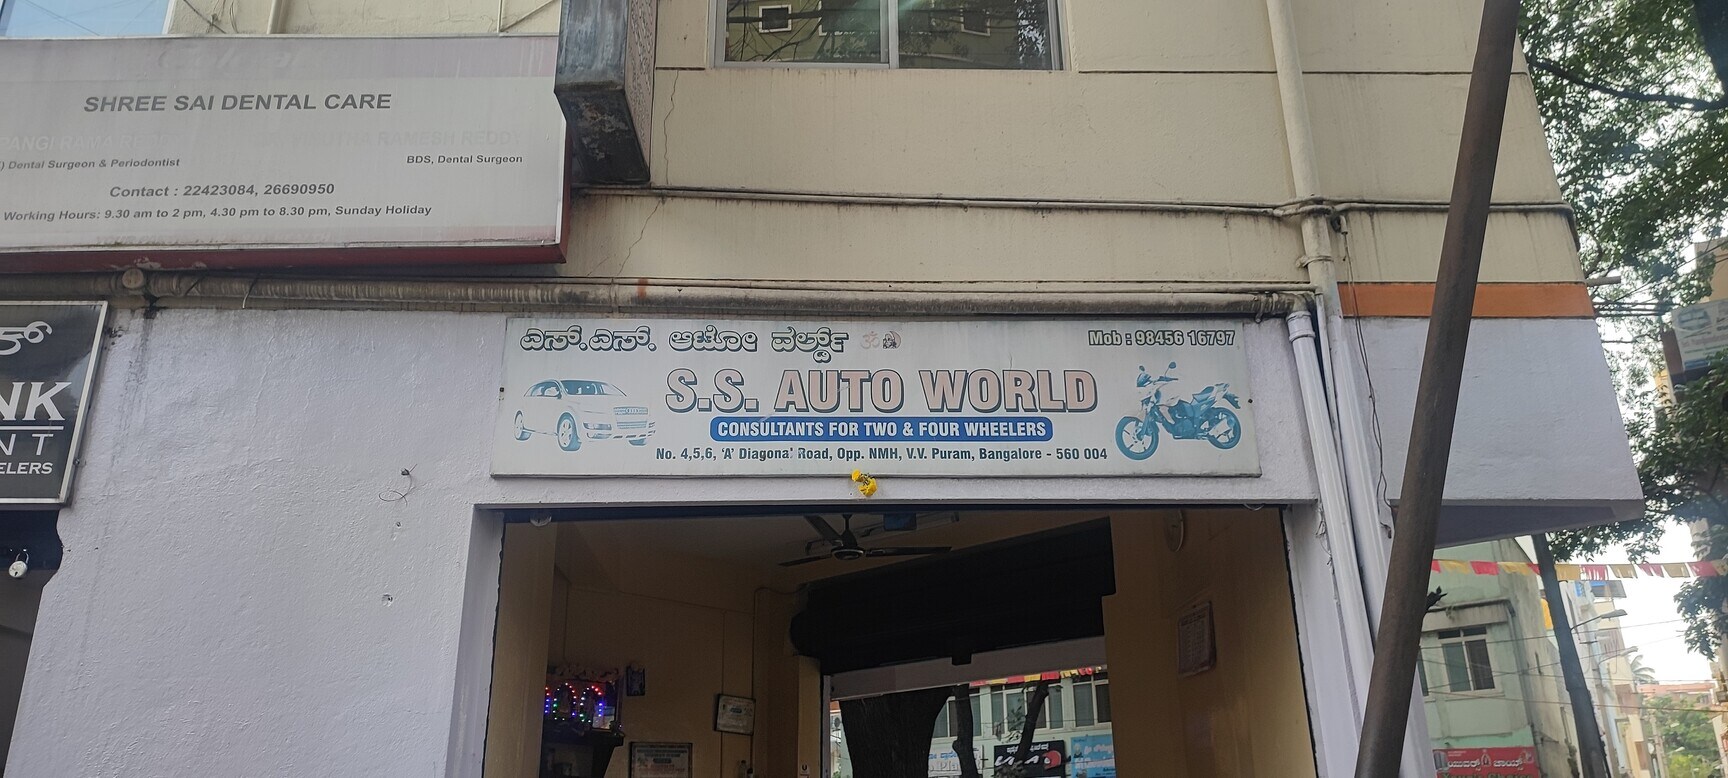 SHREE SAI DENTAL CARE
RAMESH REDDY
) Dental Surgeon & Periodontist
BDS, Dental Surgeon
Contact : 22423084, 26690950
Working Hours: 9.30 am to 2 pm, 4.30 pm to 8.30 pm, Sunday Holiday
NK
NT
ELERS
ಎಸ್.ಎಸ್. ಆಟೋ ವರ್ಲ್ಡ್
Mob : 98456 16797
S.S. AUTO WORLD
CONSULTANTS FOR TWO & FOUR WHEELERS
No. 4,5,6, 'A' Diagonal Road, Opp. NMH, V.V. Puram, Bangalore - 560 004